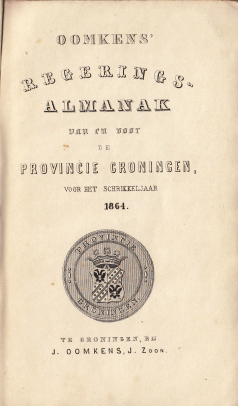 OOMKENS'
REGERINGS-
ALMANAK
VAN EN VOOR
DE
PROVINCIE GRONINGEN,
VOOR HET SCHRIKKELJAAR
1864.
PROVINCIE
GRONINGEN.
TE GRONINGEN, BIJ
J. OOMKENS, J. ZOON.